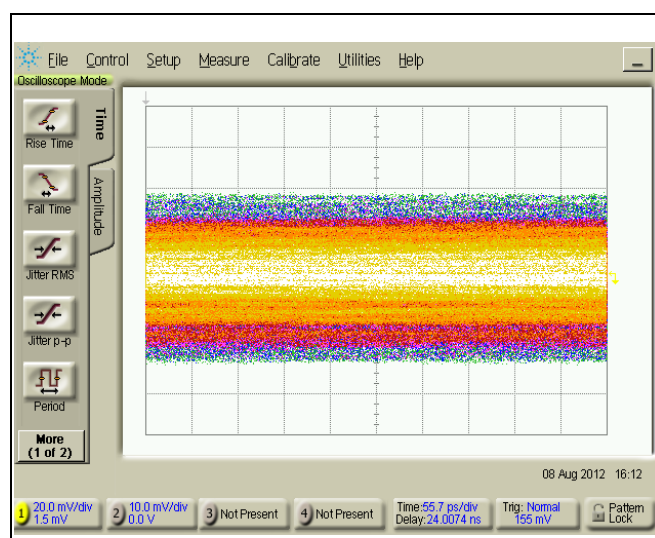 File Control Setup Measure Calibrate Utilities Help
Oscilloscope Mode
Time
Amplitude
Rise Time
Fall Time
Jitter RMS
Jitter p-p
Period
More
(1 of 2)
08 Aug 2012 16:12
1 20.0 mV/div
1.5 mV
2 10.0 mV/div
0.0 V
3 Not Present
4 Not Present
Time:55.7 ps/div
Delay:24.0074 ns
Trig: Normal
155 mV
Pattern
Lock